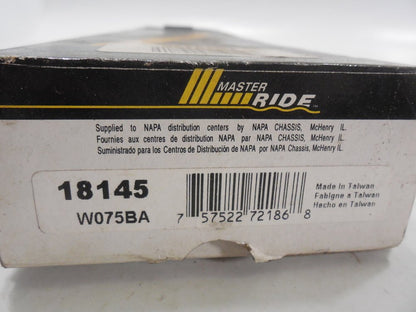 MASTER
RIDE
Supplied to NAPA distribution centers by NAPA CHASSIS, McHenry IL.
Fournies aux centres de distribution NAPA par NAPA CHASSIS, McHenry IL.
Suministrado para los Centros de Distribución de NAPA por NAPA Chassis, McHenry IL.
18145
W075BA
7 57522 72186 8
Made in Taiwan
Fabigne a Taiwan
Hecho en Taiwan